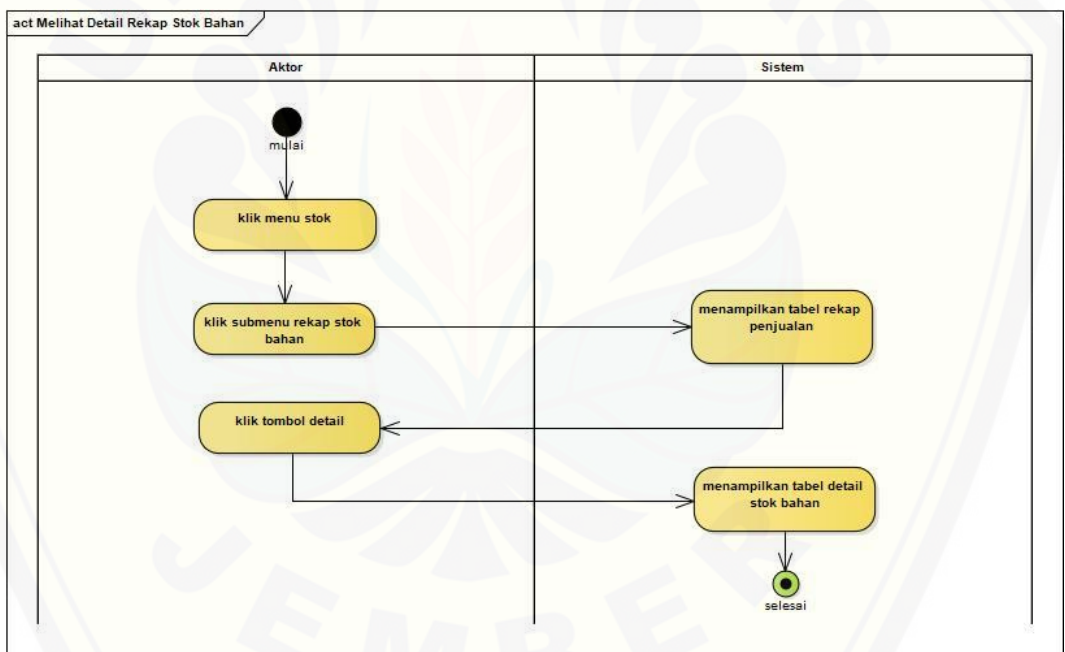 act Melihat Detail Rekap Stok Bahan
Aktor
Sistem
mulai
klik menu stok
klik submenu rekap stok
bahan
menampilkan tabel rekap
penjualan
klik tombol detail
menampilkan tabel detail
stok bahan
selesai
JEMBER